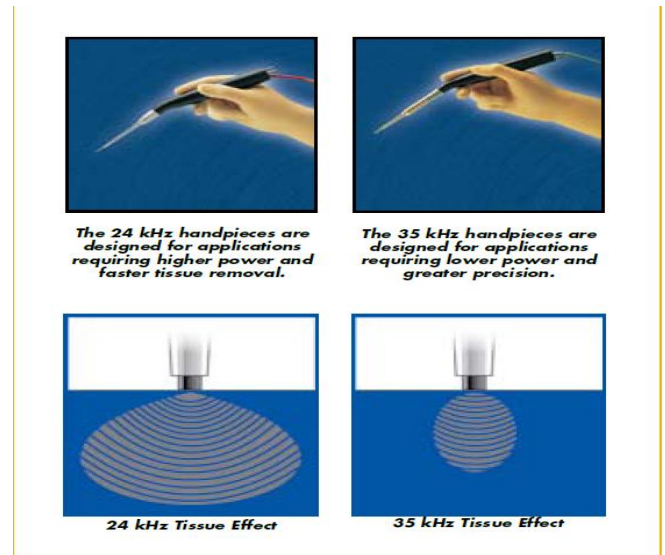 The 24 kHz handpieces are
designed for applications
requiring higher power and
faster tissue removal.
The 35 kHz handpieces are
designed for applications
requiring lower power and
greater precision.
24 kHz Tissue Effect
35 kHz Tissue Effect